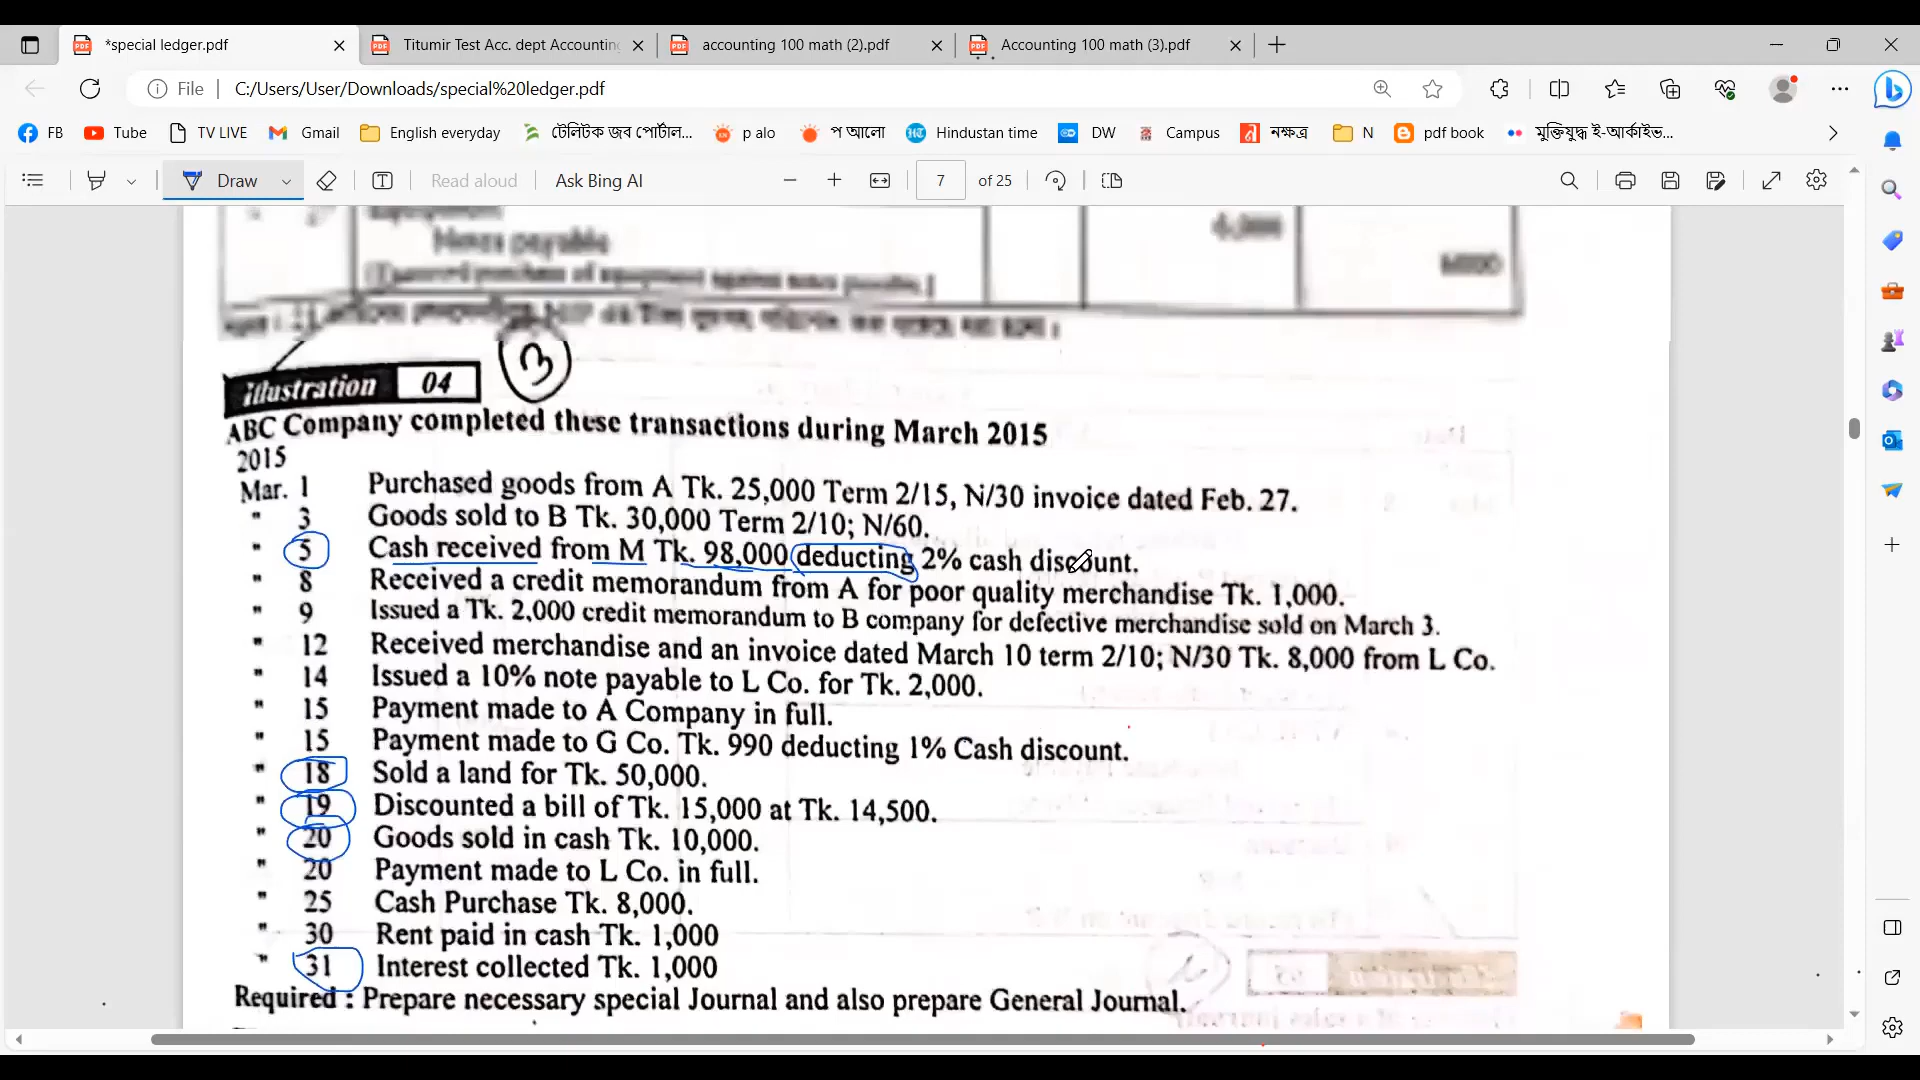 *special ledger.pdf
Titumir Test Acc. dept Accounting
accounting 100 math (2).pdf
Accounting 100 math (3).pdf
File C:/Users/User/Downloads/special%20ledger.pdf
FB Tube TV LIVE Gmail English everyday টেলিটক জব পোর্টাল... p alo প আলো Hindustan time DW Campus নক্ষত্র N pdf book মুক্তিযুদ্ধ ই-আর্কাইভ...
Draw Read aloud Ask Bing AI 7 of 25
Notes payable 6,000
illustration 04
3
ABC Company completed these transactions during March 2015
2015
Mar. 1 Purchased goods from A Tk. 25,000 Term 2/15, N/30 invoice dated Feb. 27.
" 3 Goods sold to B Tk. 30,000 Term 2/10; N/60.
" 5 Cash received from M Tk. 98,000 deducting 2% cash discount.
" 8 Received a credit memorandum from A for poor quality merchandise Tk. 1,000.
" 9 Issued a Tk. 2,000 credit memorandum to B company for defective merchandise sold on March 3.
" 12 Received merchandise and an invoice dated March 10 term 2/10; N/30 Tk. 8,000 from L Co.
" 14 Issued a 10% note payable to L Co. for Tk. 2,000.
" 15 Payment made to A Company in full.
" 15 Payment made to G Co. Tk. 990 deducting 1% Cash discount.
" 18 Sold a land for Tk. 50,000.
" 19 Discounted a bill of Tk. 15,000 at Tk. 14,500.
" 20 Goods sold in cash Tk. 10,000.
" 20 Payment made to L Co. in full.
" 25 Cash Purchase Tk. 8,000.
" 30 Rent paid in cash Tk. 1,000
" 31 Interest collected Tk. 1,000
Required : Prepare necessary special Journal and also prepare General Journal.